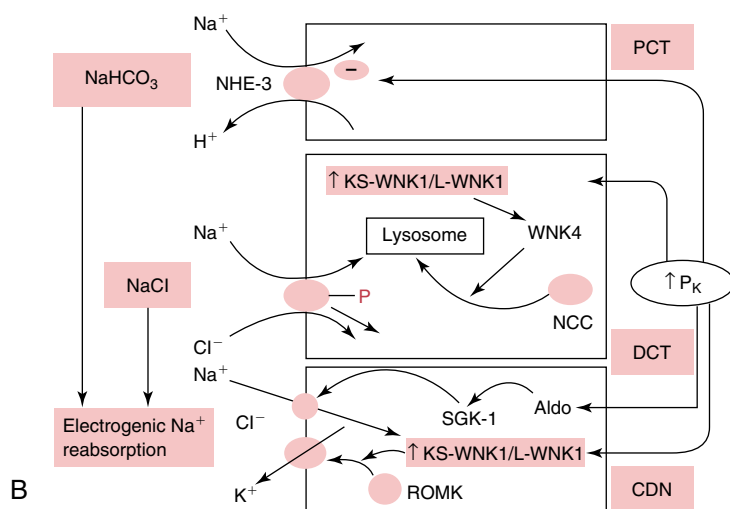 Na⁺
PCT
NaHCO₃
NHE-3
−
H⁺
↑ KS-WNK1/L-WNK1
Na⁺
Lysosome
WNK4
NaCl
P
↑ P_K
NCC
Cl⁻
DCT
Na⁺
Aldo
SGK-1
Cl⁻
Electrogenic Na⁺
reabsorption
↑ KS-WNK1/L-WNK1
K⁺
ROMK
CDN
B